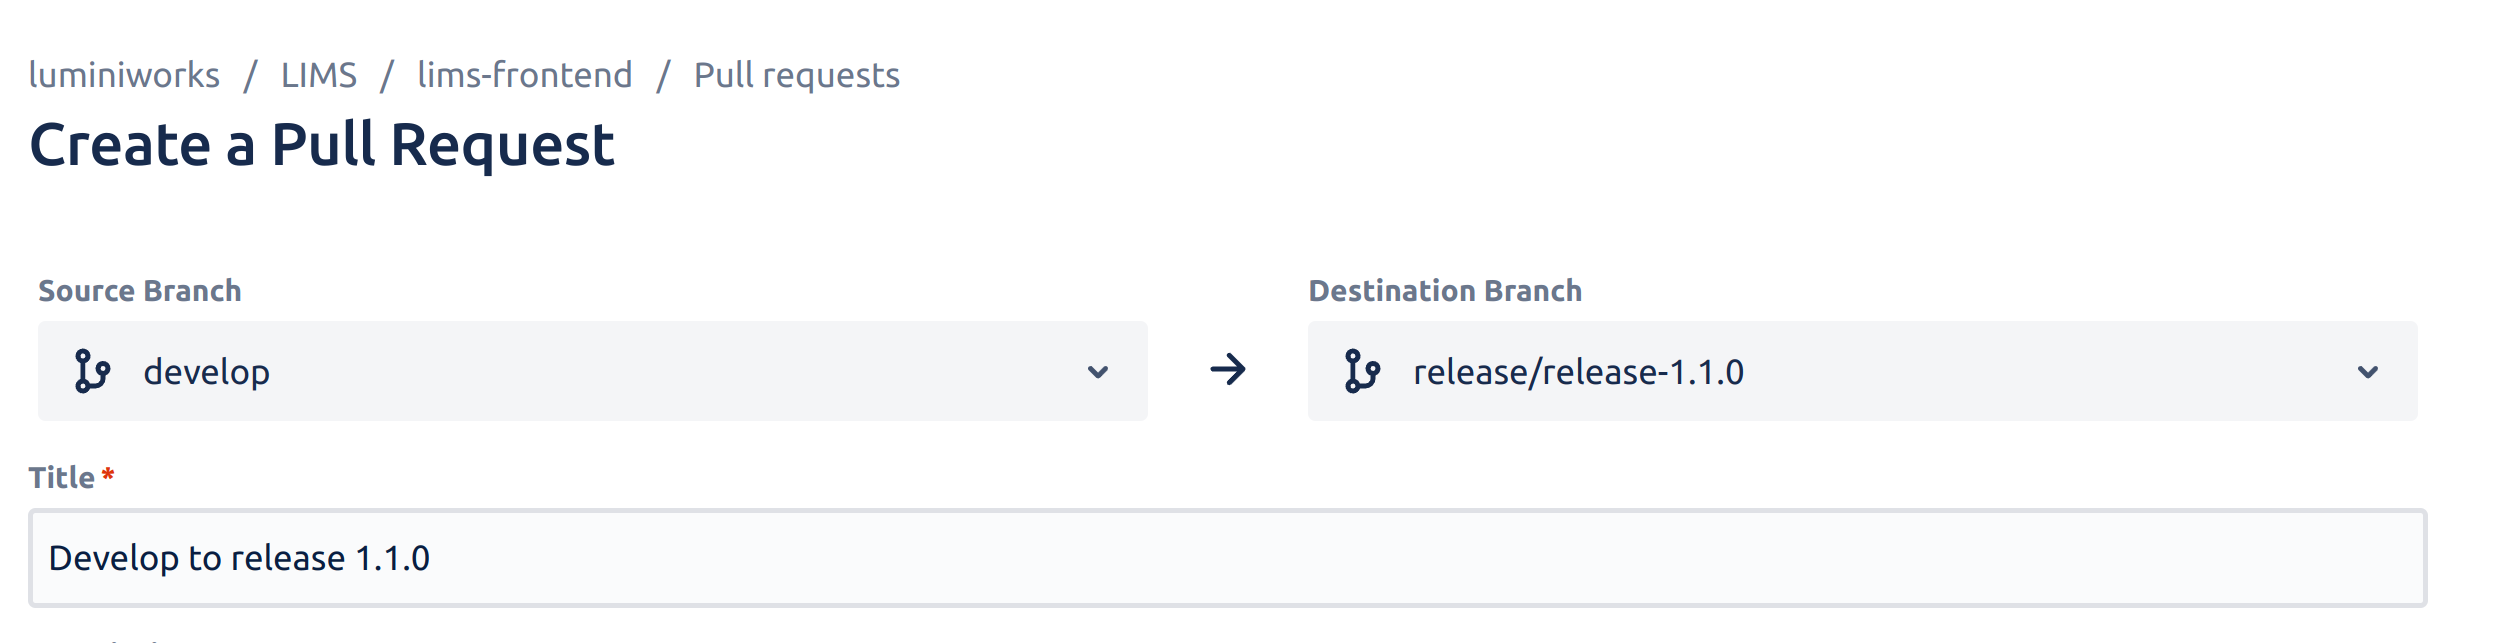 luminiworks / LIMS / lims-frontend / Pull requests
Create a Pull Request
Source Branch
Destination Branch
develop
release/release-1.1.0
Title *
Develop to release 1.1.0